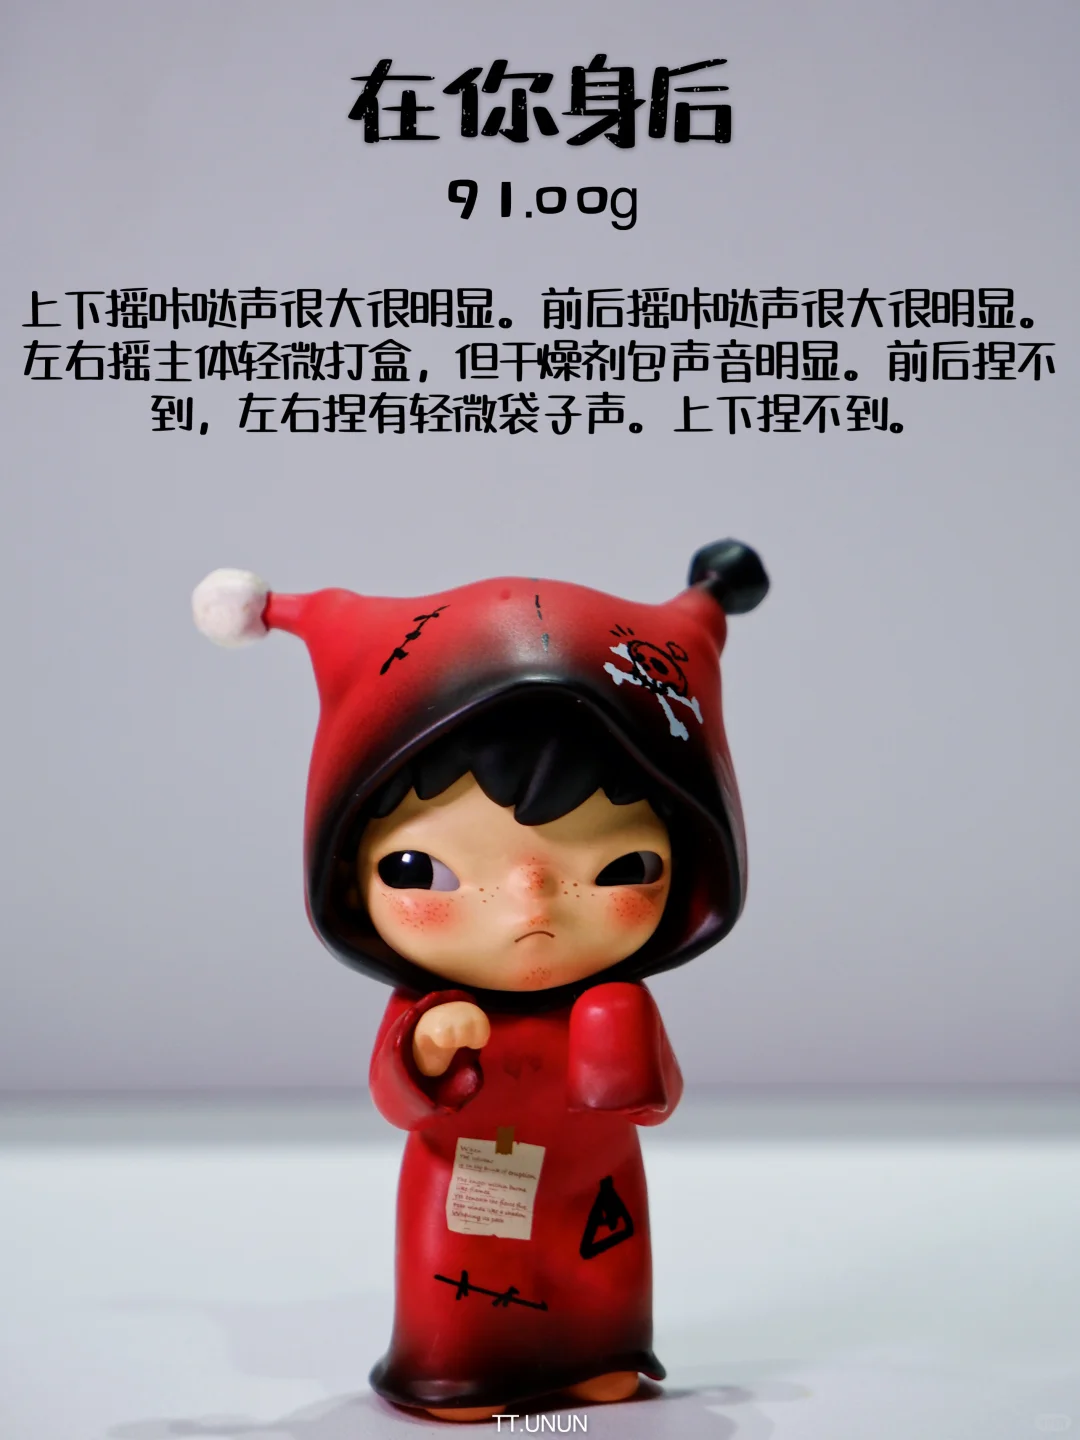 在你身后
91.00g
上下摇咔哒声很大很明显。前后摇咔哒声很大很明显。
左右摇主体轻微打盒，但干燥剂包声音明显。前后捏不
到，左右捏有轻微袋子声。上下捏不到。
TT.UNUN